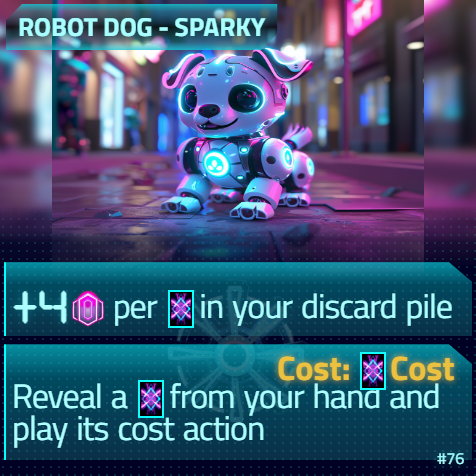 ROBOT DOG - SPARKY
+4 per in your discard pile
Cost: Cost
Reveal a from your hand and
play its cost action
#76